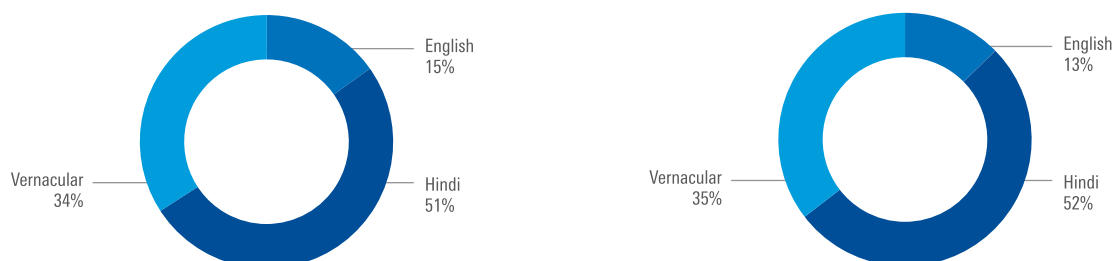 English
15%
Vernacular
34%
Hindi
51%
English
13%
Vernacular
35%
Hindi
52%